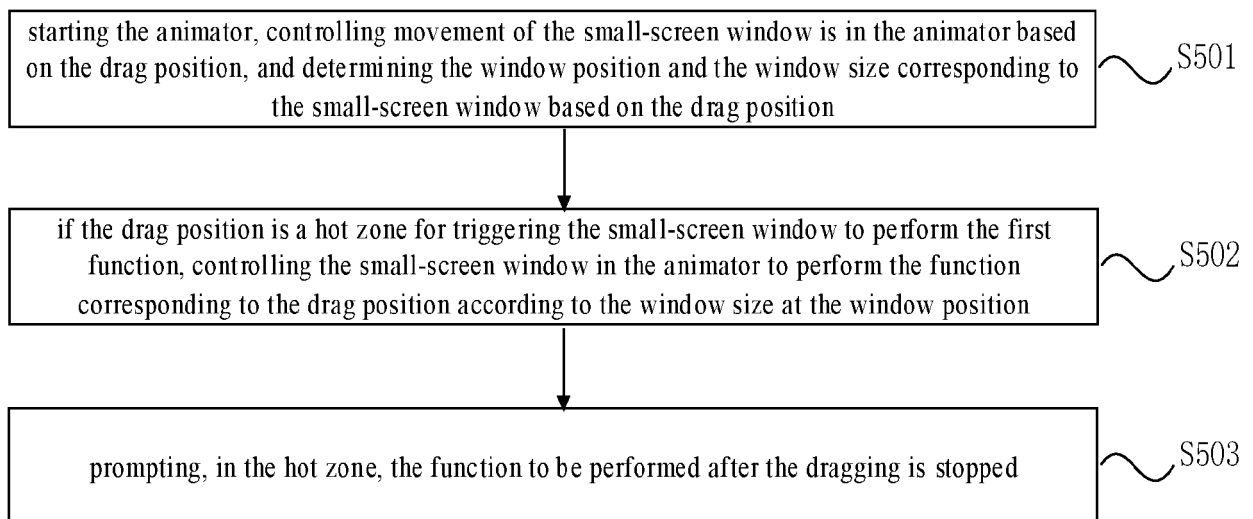 starting the animator, controlling movement of the small-screen window is in the animator based
on the drag position, and determining the window position and the window size corresponding to
the small-screen window based on the drag position
S501
if the drag position is a hot zone for triggering the small-screen window to perform the first
function, controlling the small-screen window in the animator to perform the function
corresponding to the drag position according to the window size at the window position
S502
prompting, in the hot zone, the function to be performed after the dragging is stopped
S503